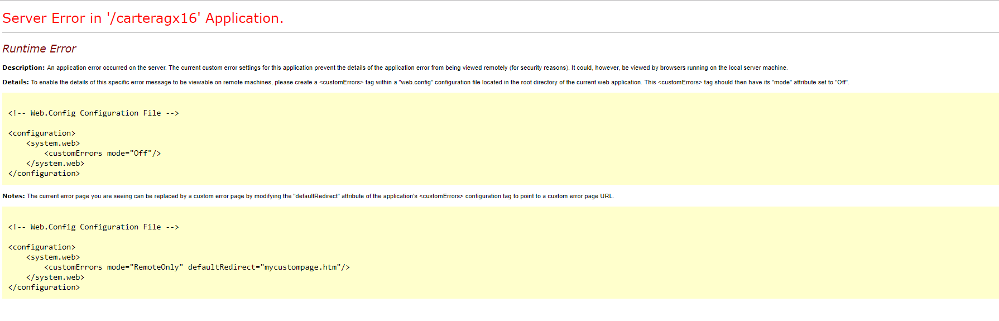 Server Error in '/carteragx16' Application.
Runtime Error
Description: An application error occurred on the server. The current custom error settings for this application prevent the details of the application error from being viewed remotely (for security reasons). It could, however, be viewed by browsers running on the local server machine.
Details: To enable the details of this specific error message to be viewable on remote machines, please create a <customErrors> tag within a "web.config" configuration file located in the root directory of the current web application. This <customErrors> tag should then have its "mode" attribute set to "Off".
<!-- Web.Config Configuration File -->
<configuration>
    <system.web>
        <customErrors mode="Off"/>
    </system.web>
</configuration>
Notes: The current error page you are seeing can be replaced by a custom error page by modifying the "defaultRedirect" attribute of the application's <customErrors> configuration tag to point to a custom error page URL.
<!-- Web.Config Configuration File -->
<configuration>
    <system.web>
        <customErrors mode="RemoteOnly" defaultRedirect="mycustompage.htm"/>
    </system.web>
</configuration>